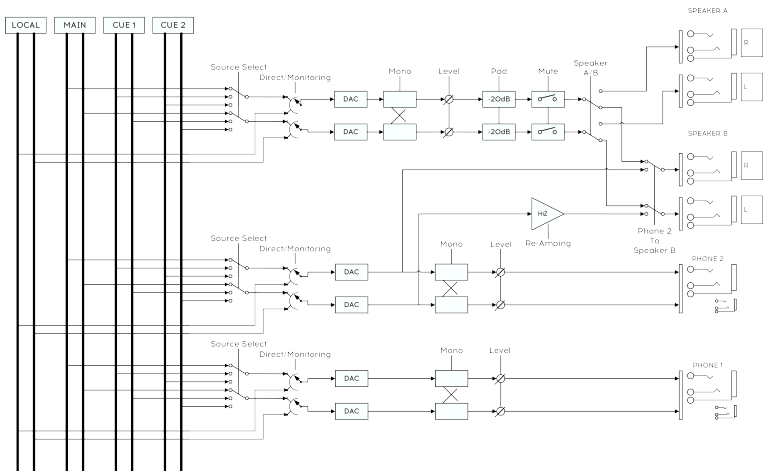 LOCAL MAIN CUE 1 CUE 2
SPEAKER A
Source Select
Direct/Monitoring
Mono
Level
Pad
Mute
Speaker
A/B
R
DAC
-20dB
L
DAC
-20dB
SPEAKER B
R
HiZ
L
Re-Amping
Phone 2
To
Speaker B
Source Select
Direct/Monitoring
Mono
Level
PHONE 2
DAC
DAC
Source Select
Direct/Monitoring
Mono
Level
PHONE 1
DAC
DAC